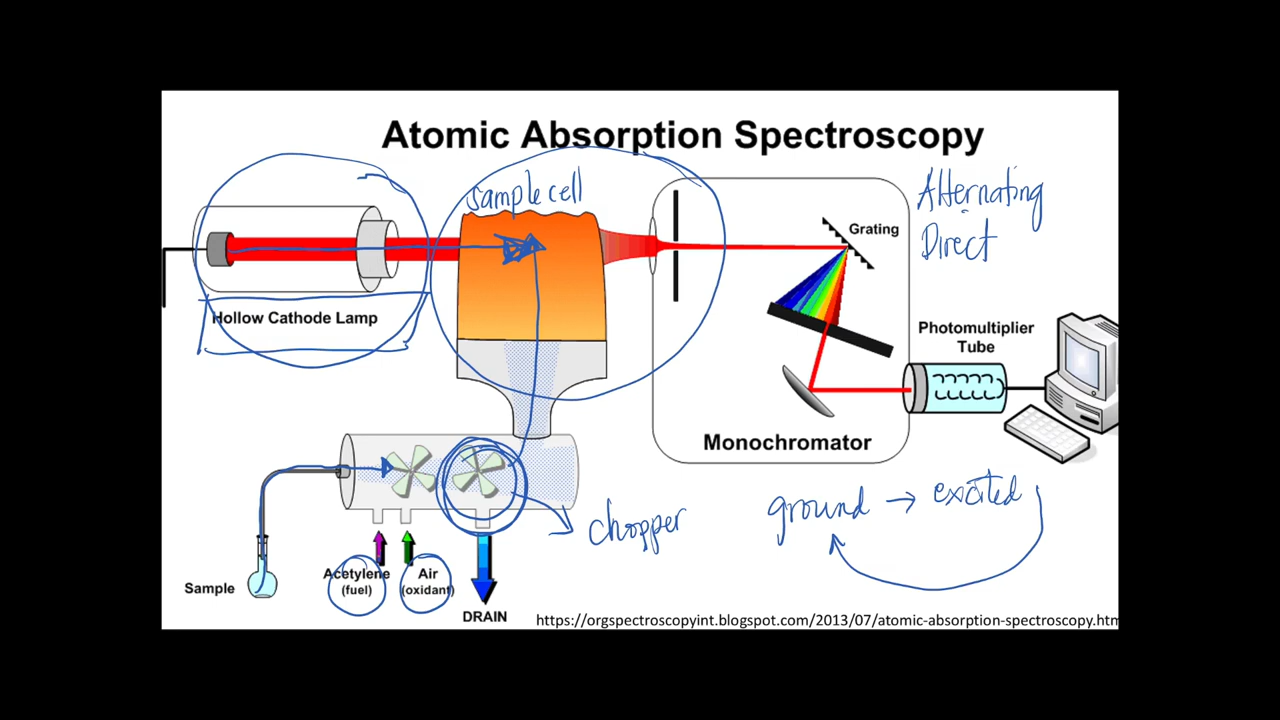 Atomic Absorption Spectroscopy
sample cell
Alternating
Direct
Grating
Hollow Cathode Lamp
Photomultiplier
Tube
Monochromator
ground → excited
chopper
Sample
Acetylene
(fuel)
Air
(oxidant)
DRAIN
https://orgspectroscopyint.blogspot.com/2013/07/atomic-absorption-spectroscopy.htm